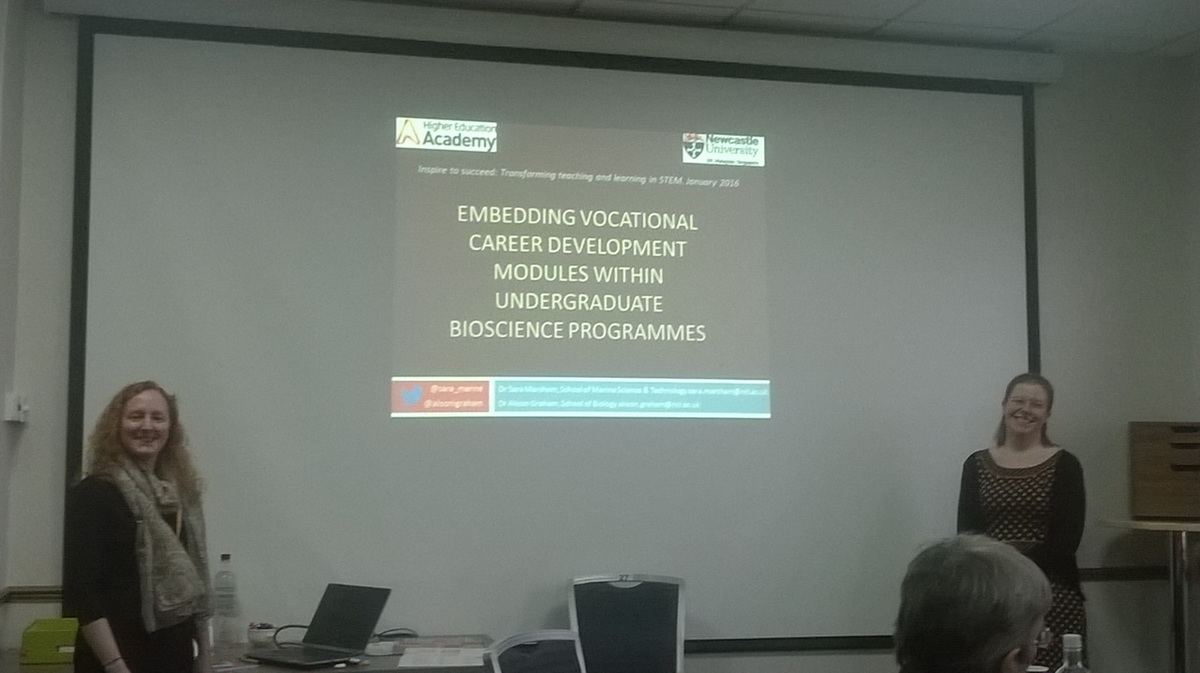 Higher Education
Academy
Newcastle
University
Inspire to succeed: Transforming teaching and learning in STEM. January 2016
EMBEDDING VOCATIONAL
CAREER DEVELOPMENT
MODULES WITHIN
UNDERGRADUATE
BIOSCIENCE PROGRAMMES
@sara_marine
@alisonigraham
Dr Sara Marsham, School of Marine Science & Technology sara.marsham@ncl.ac.uk
Dr Alison Graham, School of Biology alison.graham@ncl.ac.uk
27